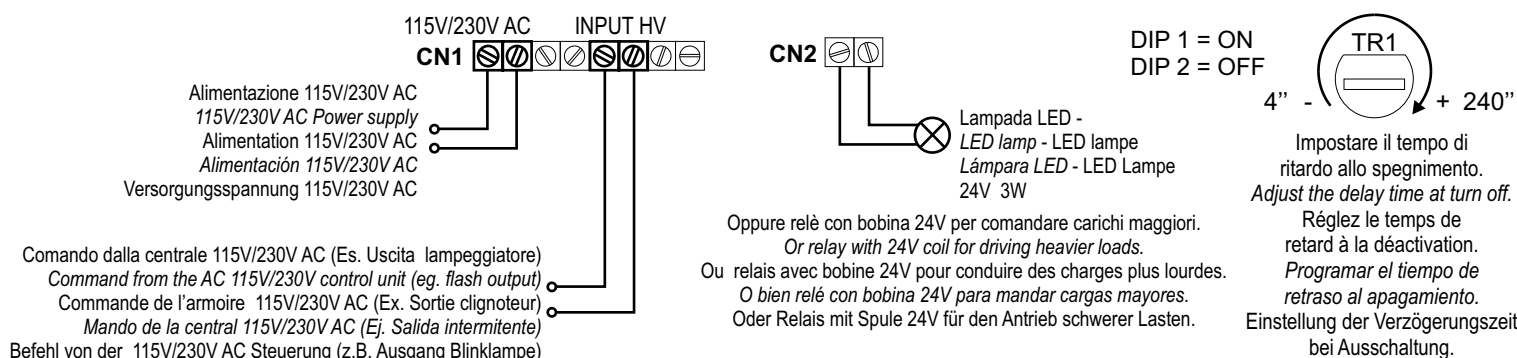 115V/230V AC INPUT HV
CN1
Alimentazione 115V/230V AC
115V/230V AC Power supply
Alimentation 115V/230V AC
Alimentación 115V/230V AC
Versorgungsspannung 115V/230V AC
Comando dalla centrale 115V/230V AC (Es. Uscita lampeggiatore)
Command from the AC 115V/230V control unit (eg. flash output)
Commande de l'armoire 115V/230V AC (Ex. Sortie clignoteur)
Mando de la central 115V/230V AC (Ej. Salida intermitente)
Befehl von der 115V/230V AC Steuerung (z.B. Ausgang Blinklampe)
CN2
Lampada LED -
LED lamp - LED lampe
Lámpara LED - LED Lampe
24V 3W
Oppure relè con bobina 24V per comandare carichi maggiori.
Or relay with 24V coil for driving heavier loads.
Ou relais avec bobine 24V pour conduire des charges plus lourdes.
O bien relé con bobina 24V para mandar cargas mayores.
Oder Relais mit Spule 24V für den Antrieb schwerer Lasten.
DIP 1 = ON
DIP 2 = OFF
TR1
4’’ - + 240’’
Impostare il tempo di
ritardo allo spegnimento.
Adjust the delay time at turn off.
Réglez le temps de
retard à la déactivation.
Programar el tiempo de
retraso al apagamiento.
Einstellung der Verzögerungszeit
bei Ausschaltung.